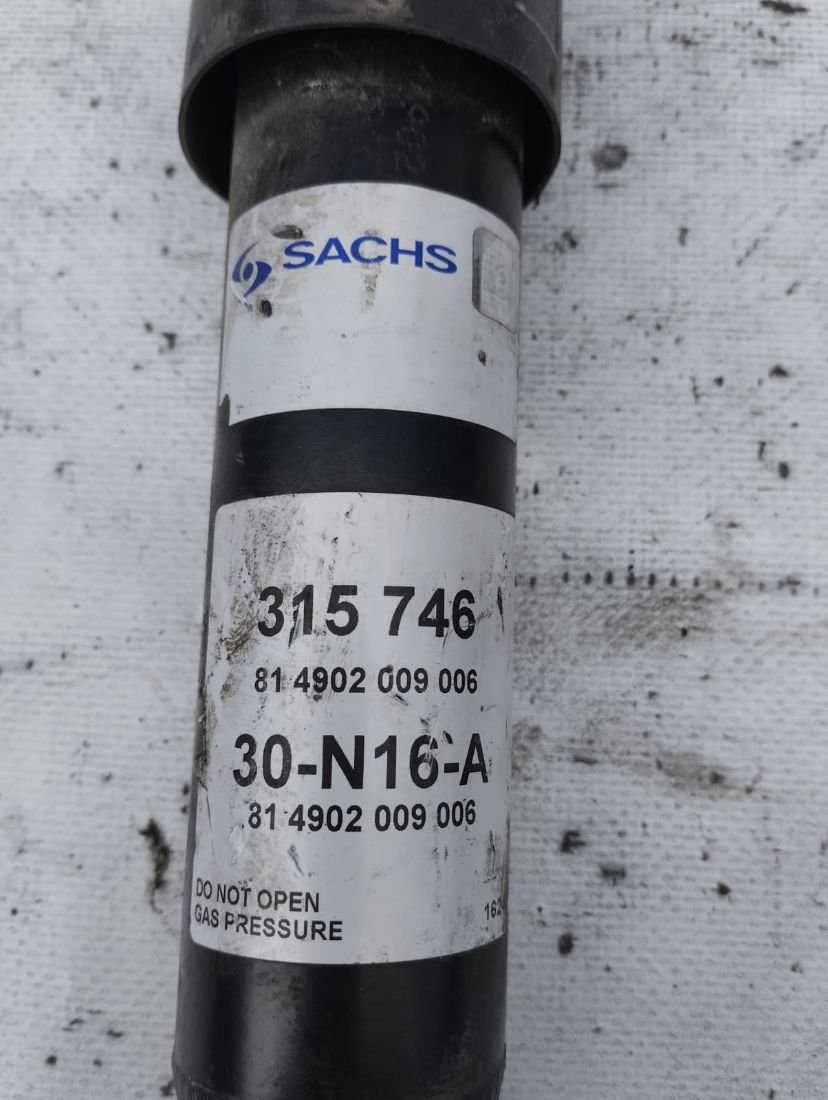 SACHS
315 746
81 4902 009 006
30-N16-A
81 4902 009 006
DO NOT OPEN
GAS PRESSURE